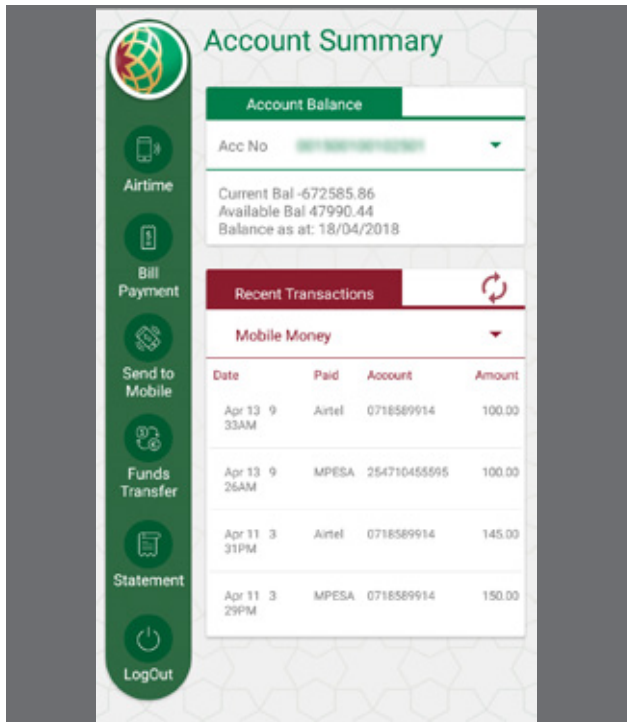 Account Summary
Account Balance
Acc No
Current Bal -672585.86
Available Bal 47990.44
Balance as at: 18/04/2018
Recent Transactions
Mobile Money
Date Paid Account Amount
Apr 13 9 Airtel 0718589914 100.00
33AM
Apr 13 9 MPESA 254710455595 100.00
26AM
Apr 11 3 Airtel 0718589914 145.00
31PM
Apr 11 3 MPESA 0718589914 150.00
29PM
Airtime
Bill
Payment
Send to
Mobile
Funds
Transfer
Statement
LogOut